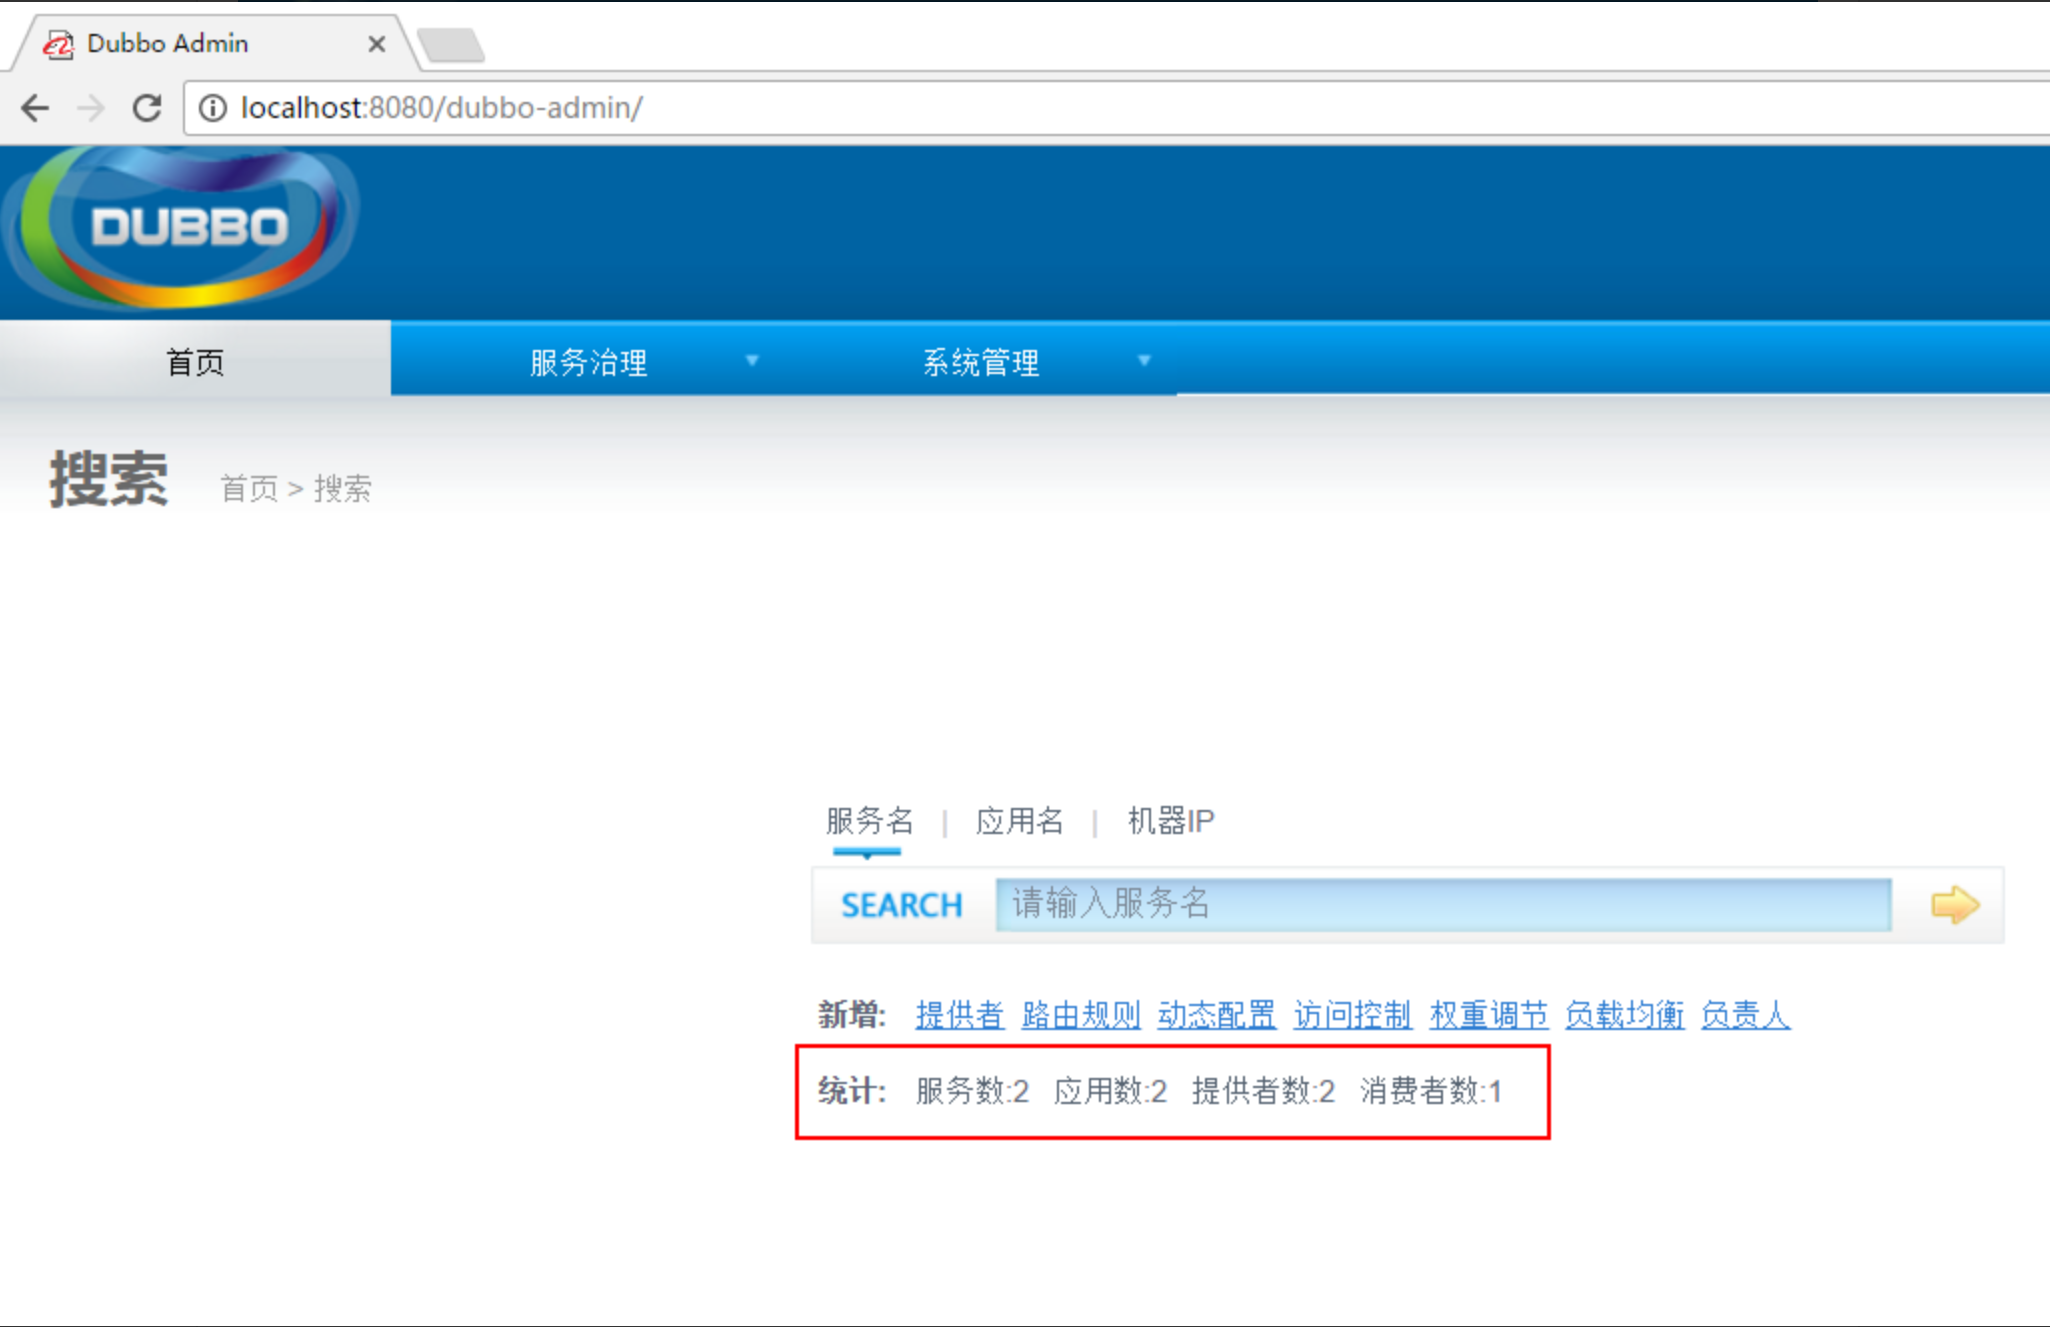 Dubbo Admin
localhost:8080/dubbo-admin/
DUBBO
首页 服务治理 系统管理
搜索 首页 > 搜索
服务名 | 应用名 | 机器IP
SEARCH 请输入服务名
新增: 提供者 路由规则 动态配置 访问控制 权重调节 负载均衡 负责人
统计: 服务数:2 应用数:2 提供者数:2 消费者数:1